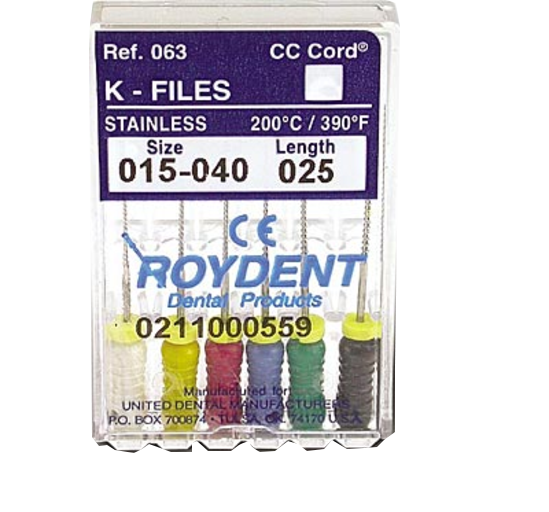 Ref. 063 CC Cord®
K - FILES
STAINLESS 200°C / 390°F
Size Length
015-040 025
CE
ROYDENT
Dental Products
0211000559
Manufactured for
UNITED DENTAL MANUFACTURERS
P.O. BOX 700874 • TULSA, OK 74170 U.S.A.